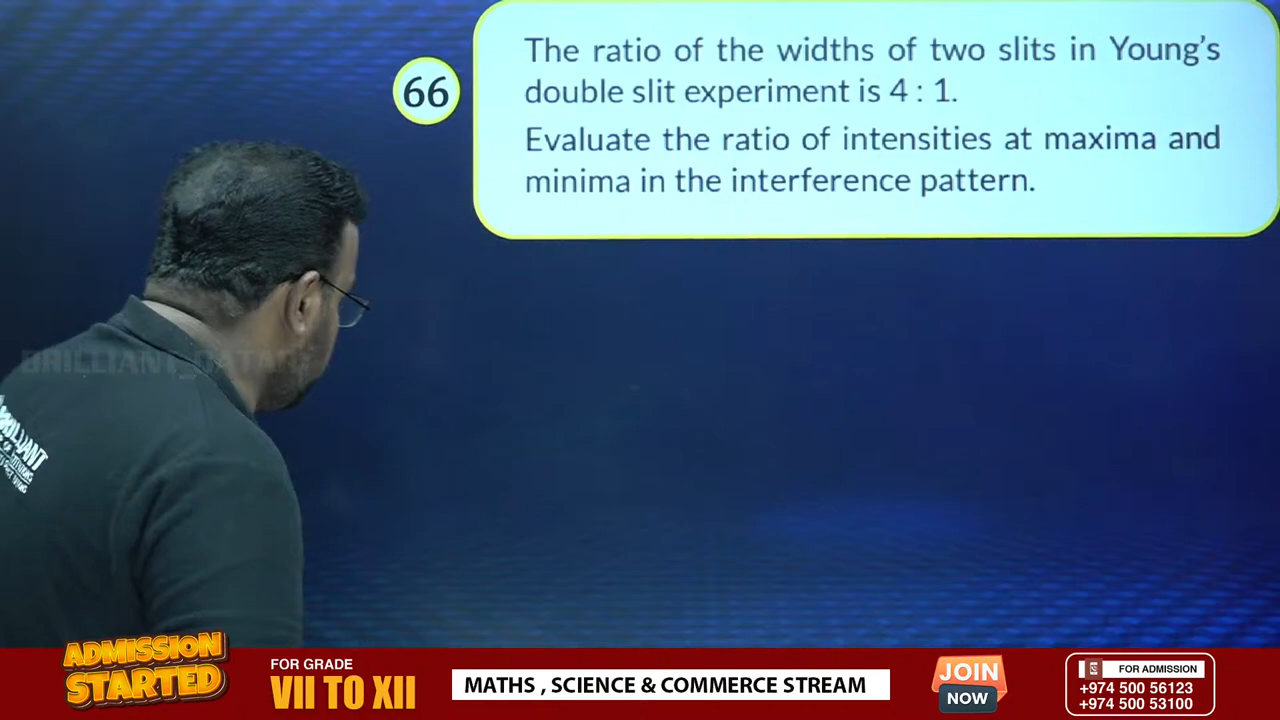 The ratio of the widths of two slits in Young's
66
double slit experiment is 4 : 1.
Evaluate the ratio of intensities at maxima and
minima in the interference pattern.
BRILLIANT
BRILLIANT
ADMISSION
STARTED
FOR GRADE
VII TO XII
MATHS , SCIENCE & COMMERCE STREAM
JOIN
NOW
FOR ADMISSION
+974 500 56123
+974 500 53100